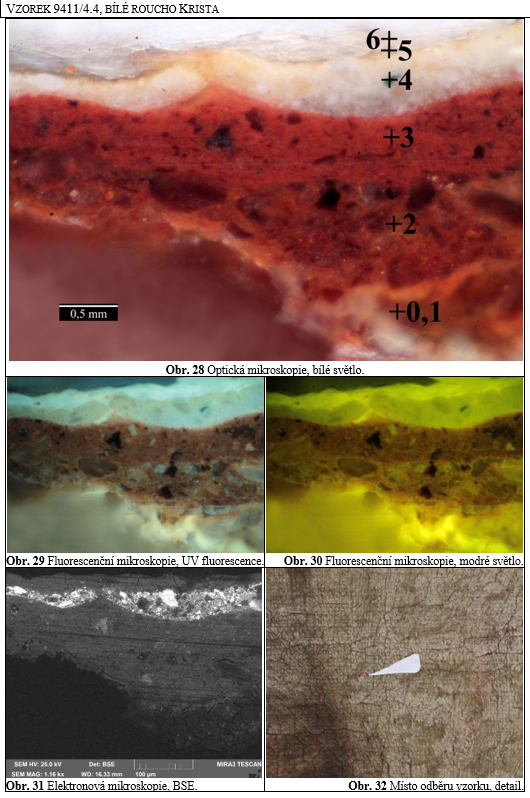 VZOREK 9411/4.4, BÍLÉ ROUCHO KRISTA
6
5
+4
+3
+2
+0,1
0,5 mm
Obr. 28 Optická mikroskopie, bílé světlo.
Obr. 29 Fluorescenční mikroskopie, UV fluorescence.
Obr. 30 Fluorescenční mikroskopie, modré světlo.
SEM HV: 25.0 kV Det: BSE MIRA3 TESCAN
SEM MAG: 1.16 kx WD: 16.33 mm 100 µm
Obr. 31 Elektronová mikroskopie, BSE.
Obr. 32 Místo odběru vzorku, detail.